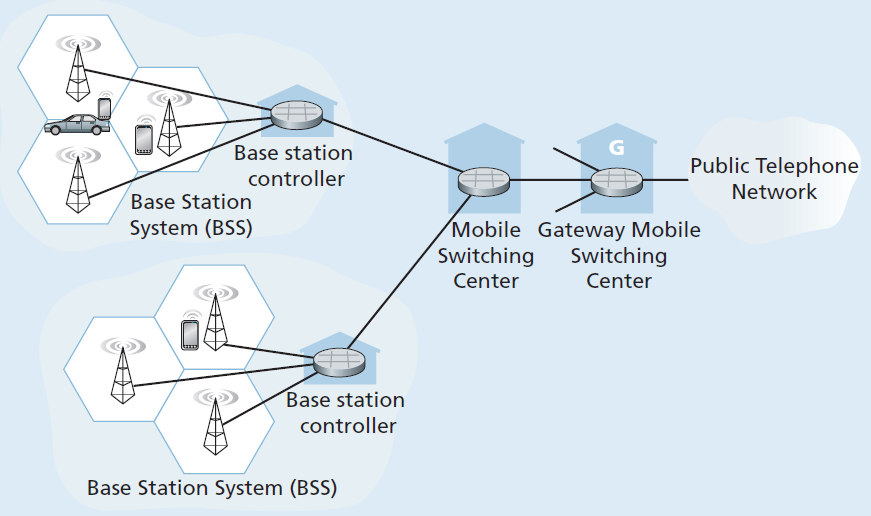 G
Base station
controller
Public Telephone
Network
Base Station
System (BSS)
Mobile
Switching
Center
Gateway Mobile
Switching
Center
Base station
controller
Base Station System (BSS)